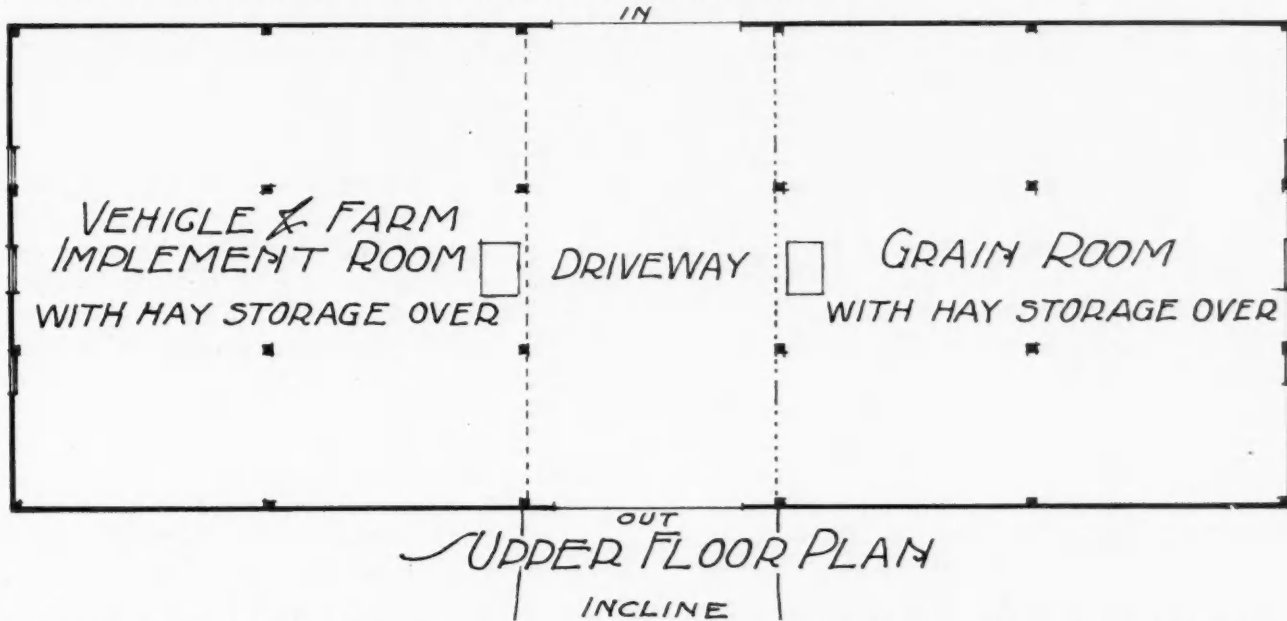 IN
VEHICLE & FARM
IMPLEMENT ROOM
WITH HAY STORAGE OVER
DRIVEWAY
GRAIN ROOM
WITH HAY STORAGE OVER
OUT
UPPER FLOOR PLAN
INCLINE